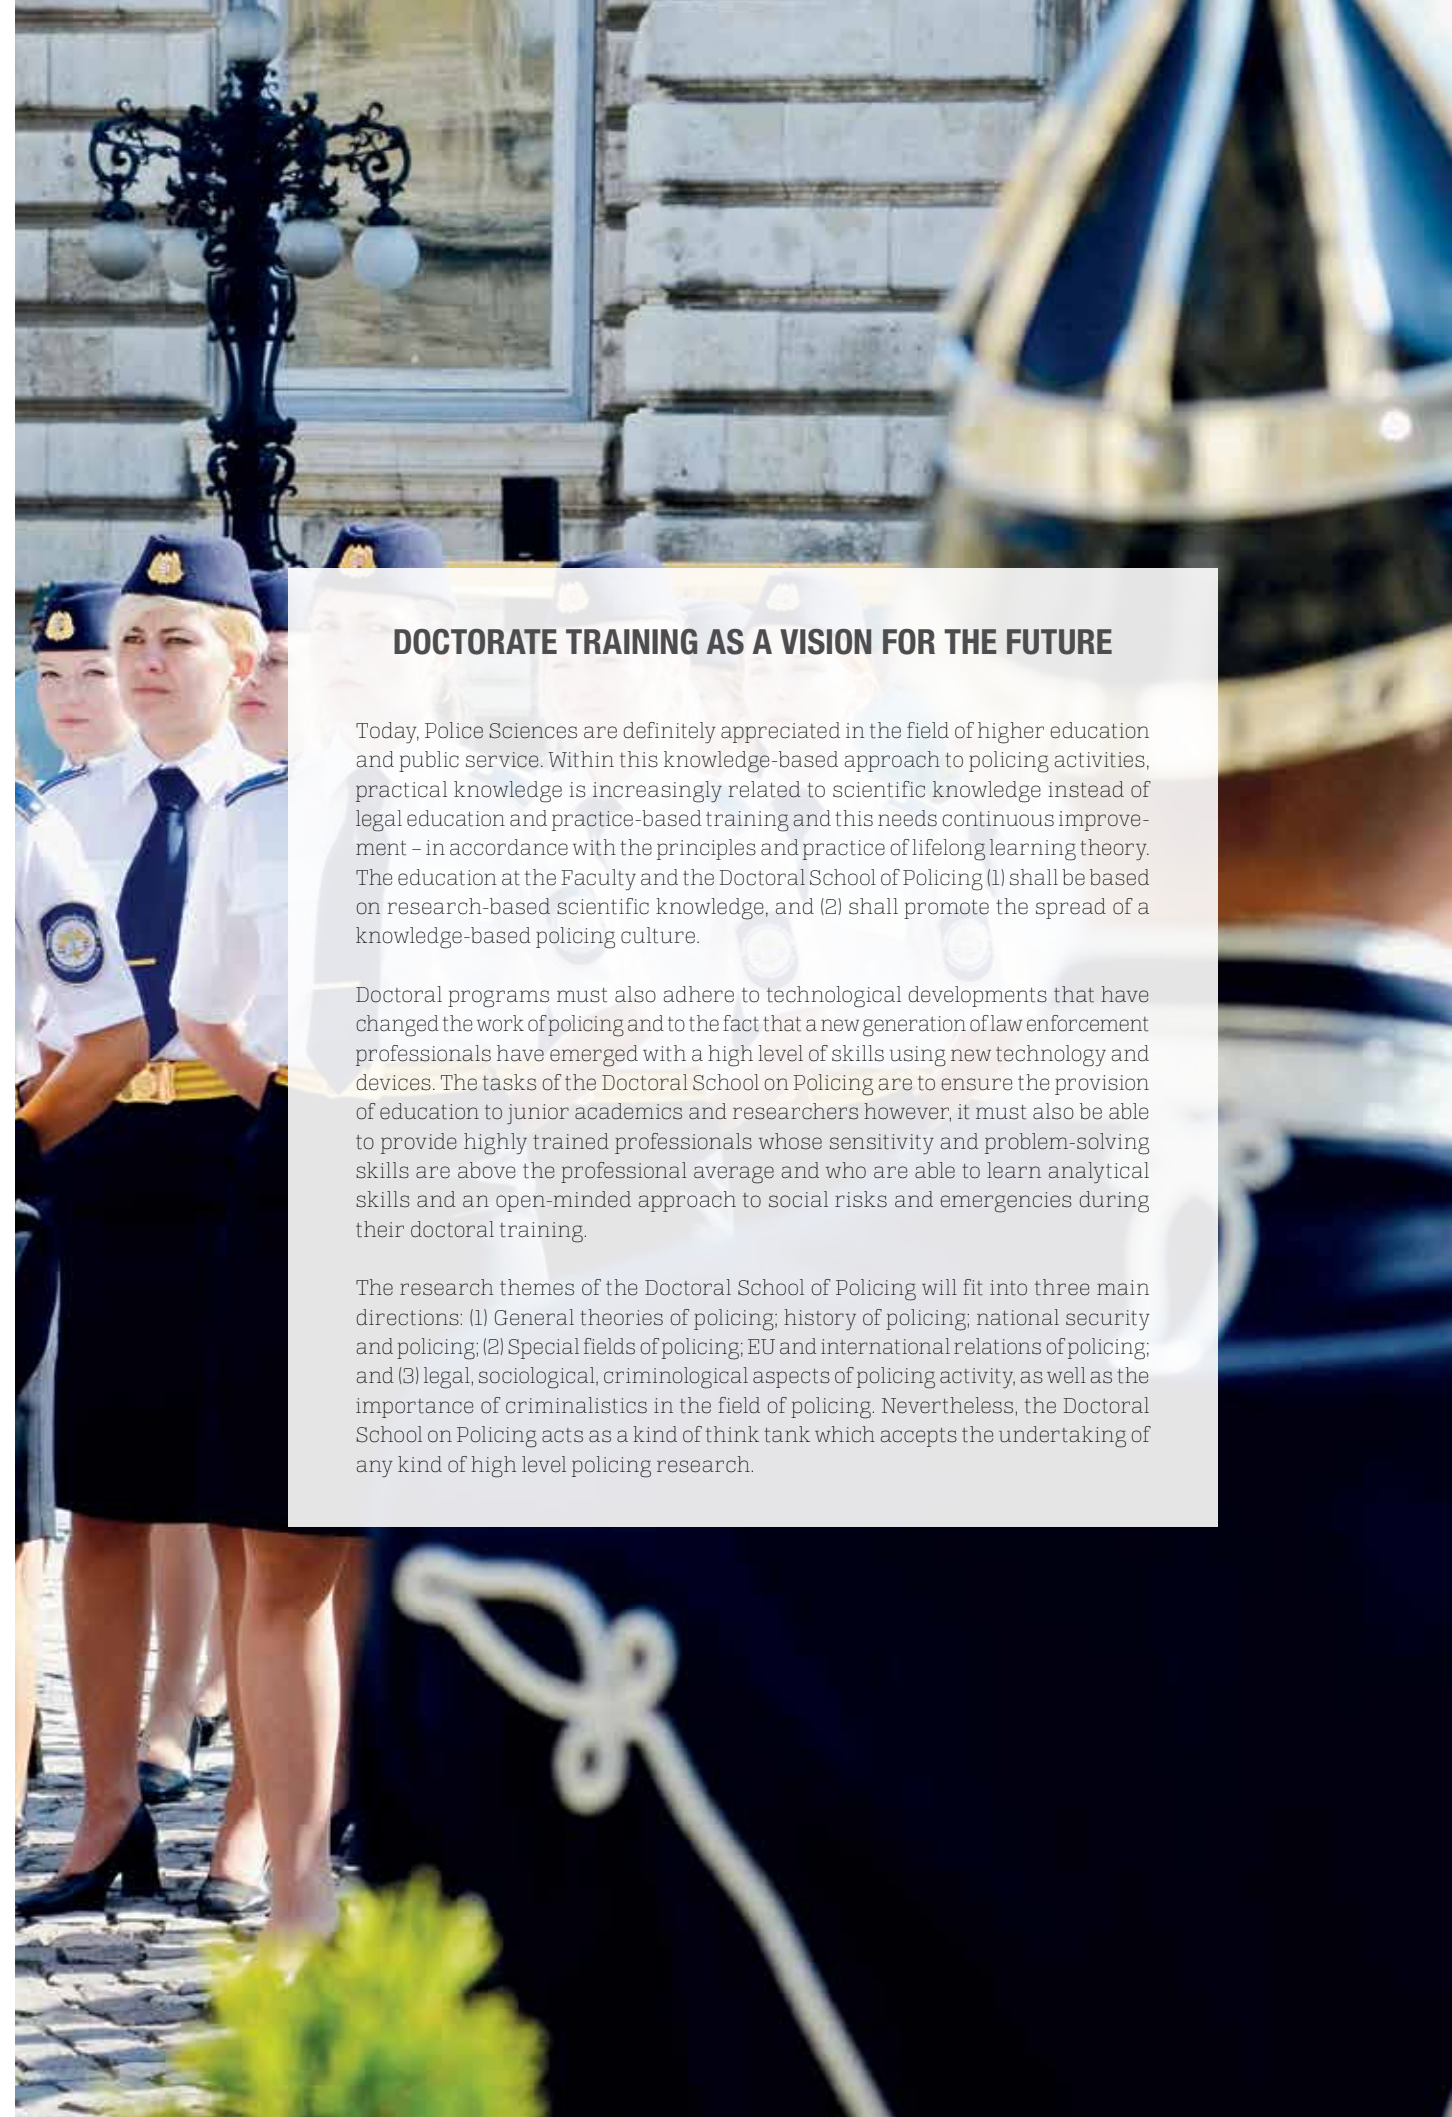 DOCTORATE TRAINING AS A VISION FOR THE FUTURE
Today, Police Sciences are definitely appreciated in the field of higher education
and public service. Within this knowledge-based approach to policing activities,
practical knowledge is increasingly related to scientific knowledge instead of
legal education and practice-based training and this needs continuous improve-
ment – in accordance with the principles and practice of lifelong learning theory.
The education at the Faculty and the Doctoral School of Policing (1) shall be based
on research-based scientific knowledge, and (2) shall promote the spread of a
knowledge-based policing culture.
Doctoral programs must also adhere to technological developments that have
changed the work of policing and to the fact that a new generation of law enforcement
professionals have emerged with a high level of skills using new technology and
devices. The tasks of the Doctoral School on Policing are to ensure the provision
of education to junior academics and researchers however, it must also be able
to provide highly trained professionals whose sensitivity and problem-solving
skills are above the professional average and who are able to learn analytical
skills and an open-minded approach to social risks and emergencies during
their doctoral training.
The research themes of the Doctoral School of Policing will fit into three main
directions: (1) General theories of policing; history of policing; national security
and policing; (2) Special fields of policing; EU and international relations of policing;
and (3) legal, sociological, criminological aspects of policing activity, as well as the
importance of criminalistics in the field of policing. Nevertheless, the Doctoral
School on Policing acts as a kind of think tank which accepts the undertaking of
any kind of high level policing research.